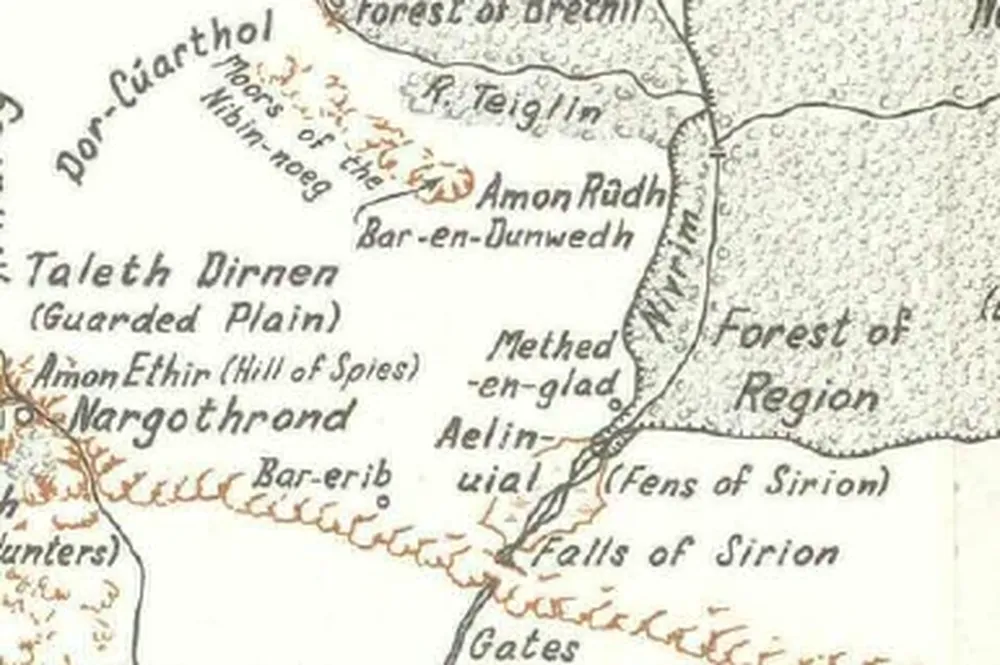 Forest of Brethil
Dor-Cúarthol
Moors of the
Nibin-noeg
R. Teiglin
Amon Rûdh
Bar-en-Dunwedh
Nivrim
Taleth Dirnen
(Guarded Plain)
Methed
-en-glad
Forest of
Region
Amon Ethir (Hill of Spies)
Nargothrond
Aelin-
uial
Bar-erib
(Fens of Sirion)
Falls of Sirion
unters)
Gates